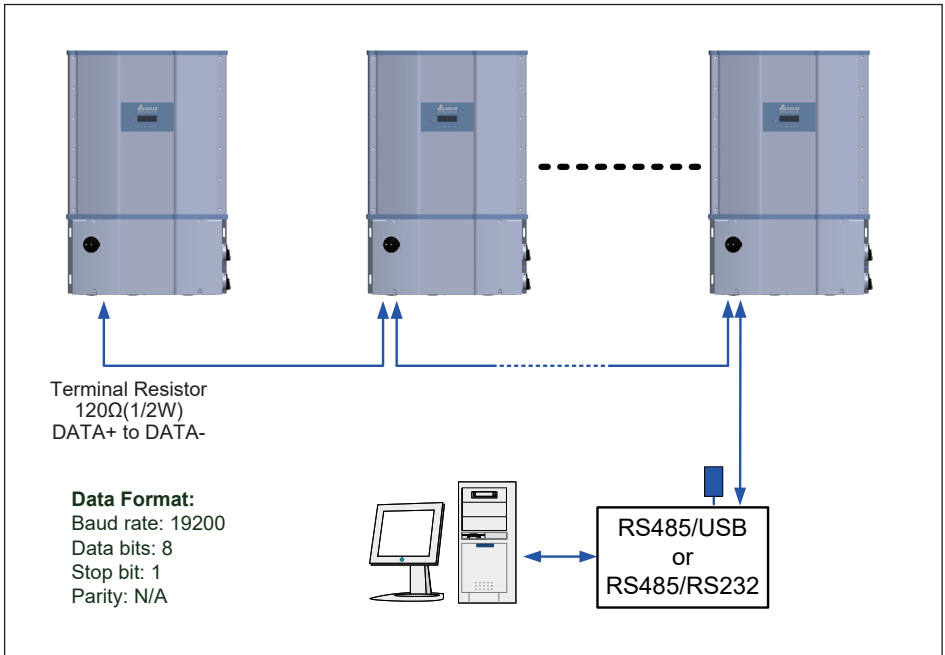 Terminal Resistor
120Ω(1/2W)
DATA+ to DATA-
Data Format:
Baud rate: 19200
Data bits: 8
Stop bit: 1
Parity: N/A
RS485/USB
or
RS485/RS232